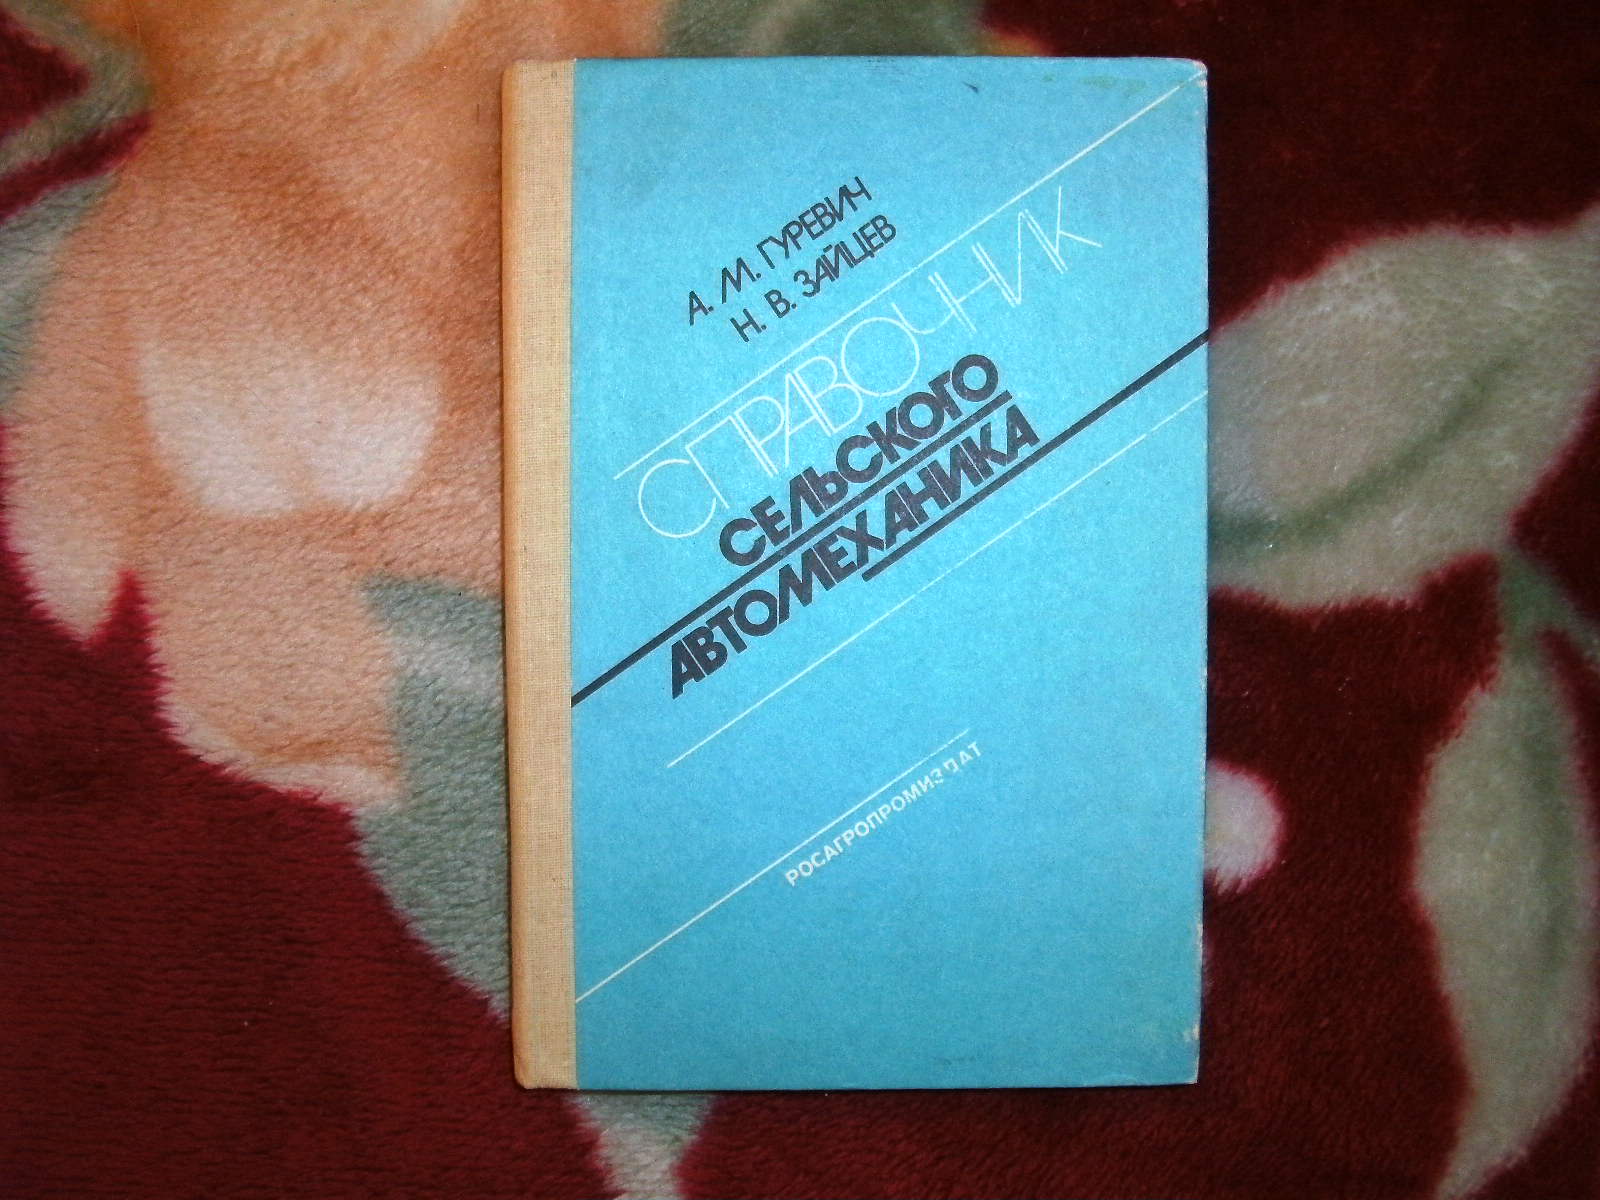 А. М. ГУРЕВИЧ
Н. В. ЗАЙЦЕВ
СПРАВОЧНИК
СЕЛЬСКОГО
АВТОМЕХАНИКА
РОСАГРОПРОМИЗДАТ